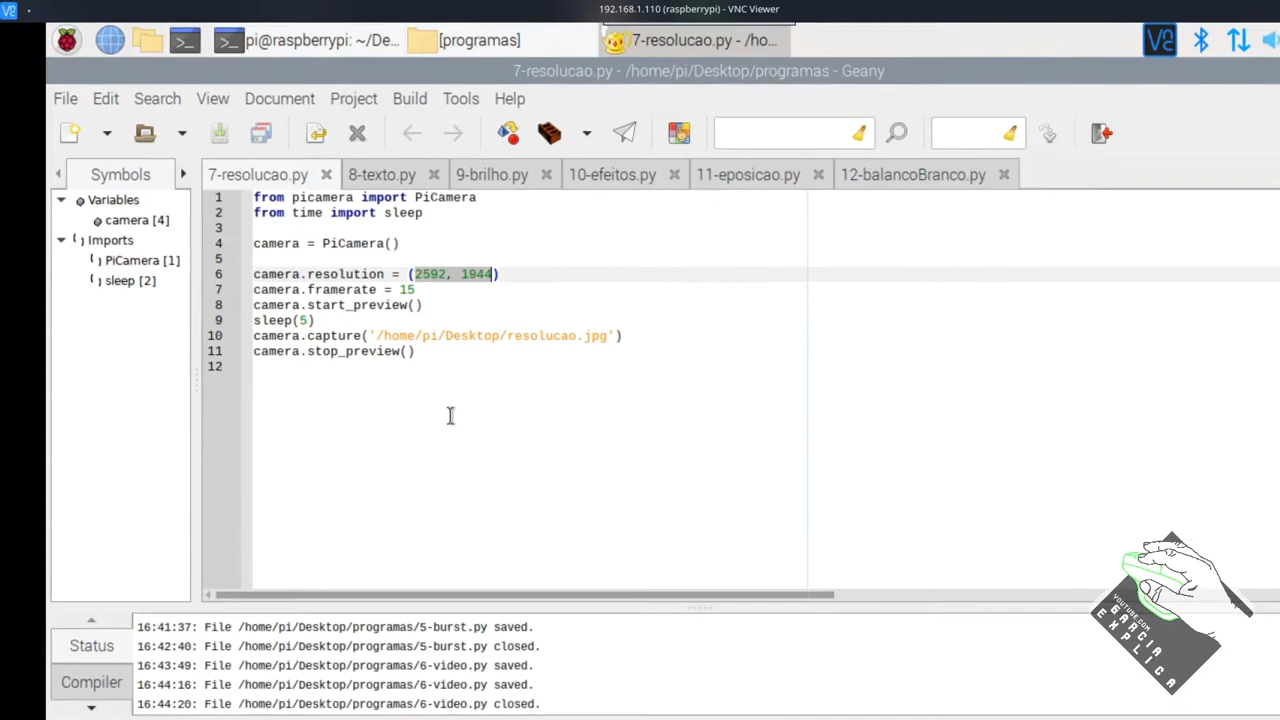 192.168.1.110 (raspberrypi) - VNC Viewer
pi@raspberrypi: ~/De...
[programas]
7-resolucao.py - /ho...
7-resolucao.py - /home/pi/Desktop/programas - Geany
File Edit Search View Document Project Build Tools Help
Symbols
7-resolucao.py
8-texto.py
9-brilho.py
10-efeitos.py
11-eposicao.py
12-balancoBranco.py
Variables
camera [4]
Imports
PiCamera [1]
sleep [2]
1 from picamera import PiCamera
2 from time import sleep
3
4 camera = PiCamera()
5
6 camera.resolution = (2592, 1944)
7 camera.framerate = 15
8 camera.start_preview()
9 sleep(5)
10 camera.capture('/home/pi/Desktop/resolucao.jpg')
11 camera.stop_preview()
12
Status
Compiler
16:41:37: File /home/pi/Desktop/programas/5-burst.py saved.
16:42:40: File /home/pi/Desktop/programas/5-burst.py closed.
16:43:49: File /home/pi/Desktop/programas/6-video.py saved.
16:44:16: File /home/pi/Desktop/programas/6-video.py saved.
16:44:20: File /home/pi/Desktop/programas/6-video.py closed.
YOUTUBE.COM
GARCIA
EXPLICA